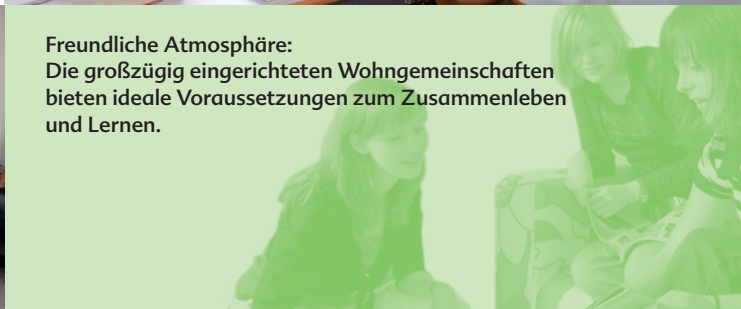 Freundliche Atmosphäre:
Die großzügig eingerichteten Wohngemeinschaften
bieten ideale Voraussetzungen zum Zusammenleben
und Lernen.